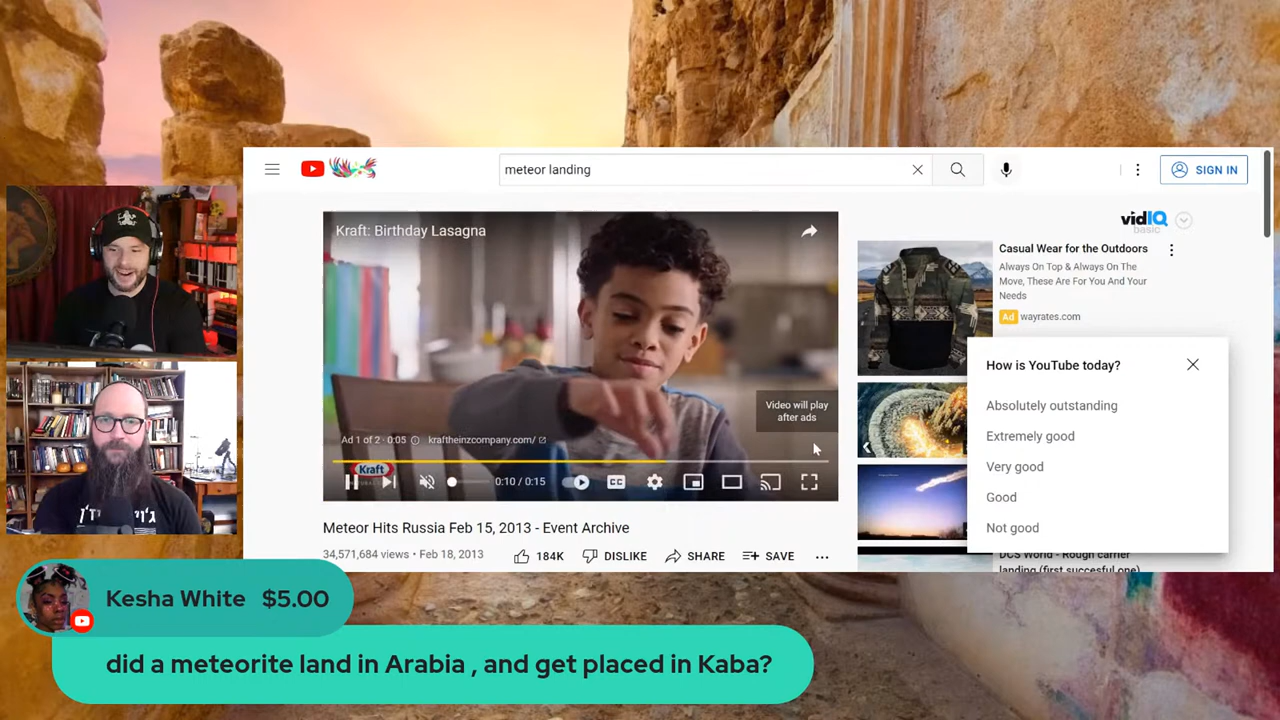 meteor landing
SIGN IN
Kraft: Birthday Lasagna
vidIQ
basic
Casual Wear for the Outdoors
Always On Top & Always On The
Move, These Are For You And Your
Needs
Ad wayrates.com
Video will play
after ads
Ad 1 of 2 · 0:05 kraftheinzcompany.com/
Kraft
0:10 / 0:15
CC
How is YouTube today?
Absolutely outstanding
Extremely good
Very good
Good
Not good
Meteor Hits Russia Feb 15, 2013 - Event Archive
34,571,684 views • Feb 18, 2013
184K
DISLIKE
SHARE
SAVE
DCS World - Rough carrier
landing (first succesful one)
Kesha White $5.00
did a meteorite land in Arabia , and get placed in Kaba?